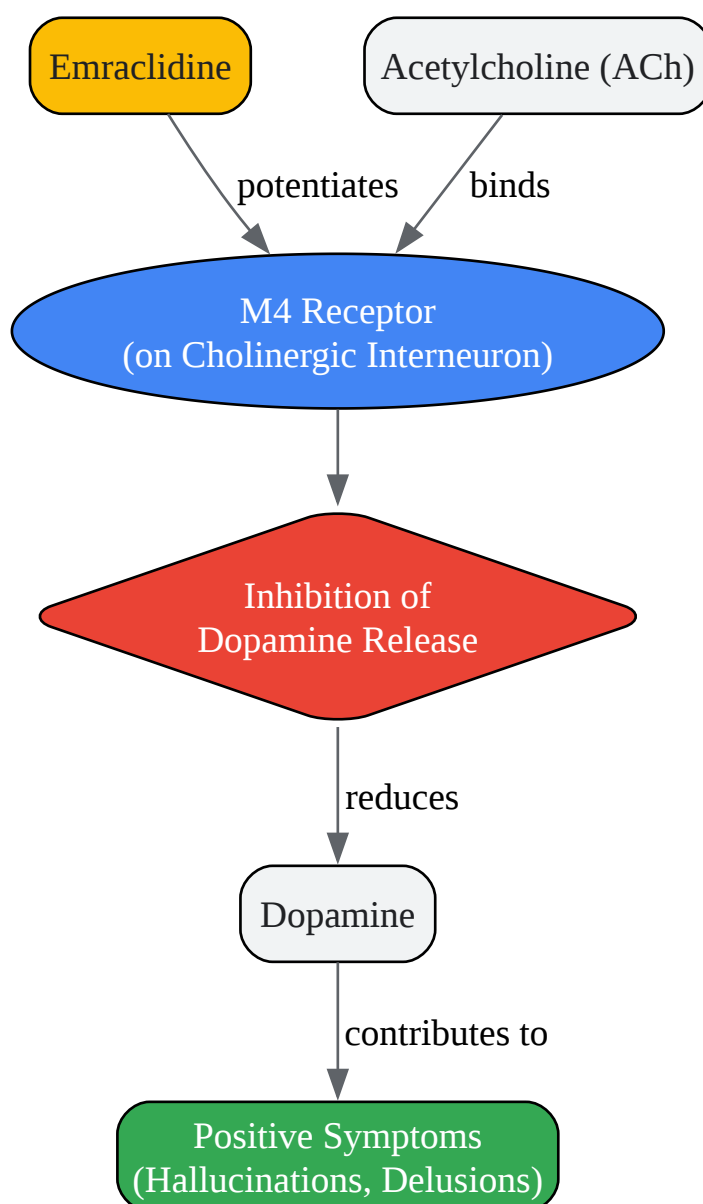 Emraclidine
Acetylcholine (ACh)
potentiates
binds
M4 Receptor
(on Cholinergic Interneuron)
Inhibition of
Dopamine Release
reduces
Dopamine
contributes to
Positive Symptoms
(Hallucinations, Delusions)